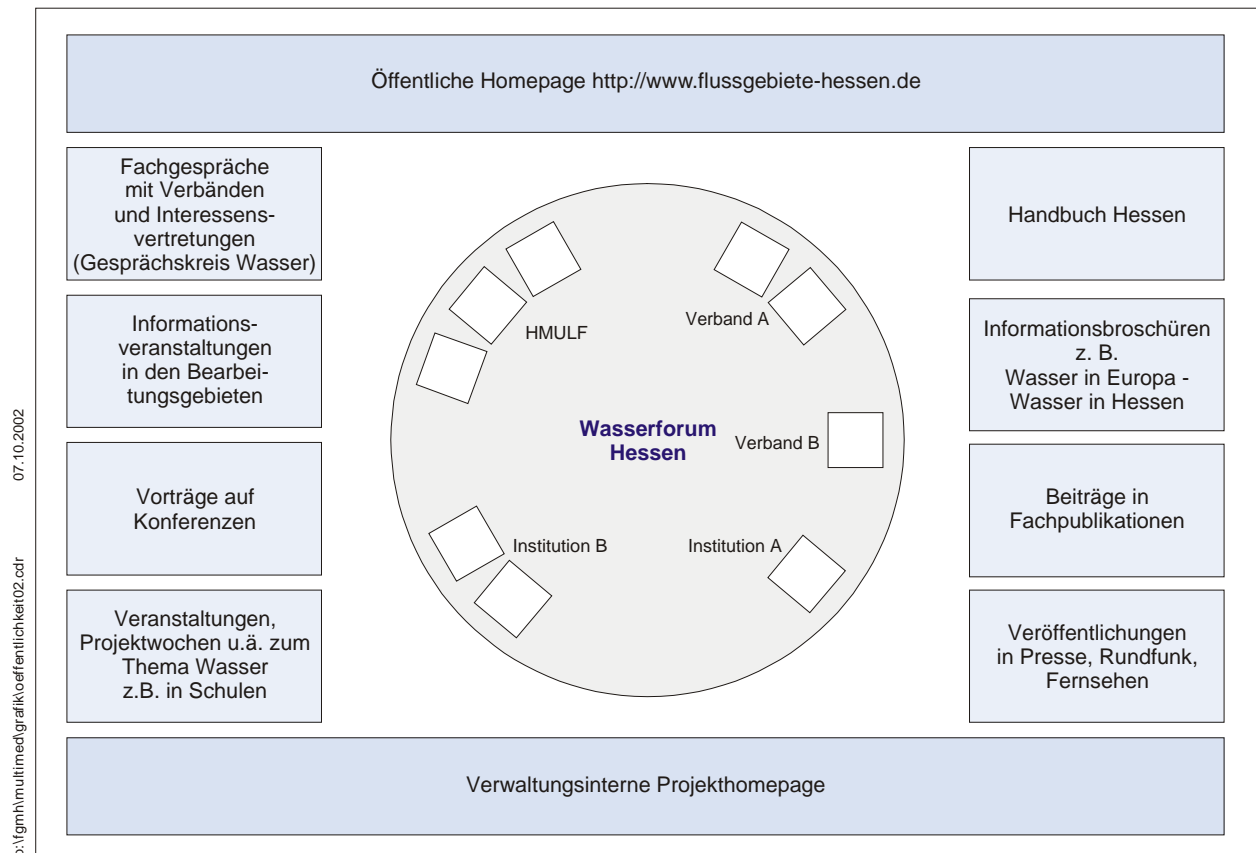 Öffentliche Homepage http://www.flussgebiete-hessen.de
Fachgespräche
mit Verbänden
und Interessens-
vertretungen
(Gesprächskreis Wasser)
Informations-
veranstaltungen
in den Bearbei-
tungsgebieten
Vorträge auf
Konferenzen
Veranstaltungen,
Projektwochen u.ä. zum
Thema Wasser
z.B. in Schulen
HMULF
Verband A
Wasserforum
Hessen
Verband B
Institution B
Institution A
Handbuch Hessen
Informationsbroschüren
z. B.
Wasser in Europa -
Wasser in Hessen
Beiträge in
Fachpublikationen
Veröffentlichungen
in Presse, Rundfunk,
Fernsehen
Verwaltungsinterne Projekthomepage
p:\fgmh\multimed\grafik\oeffentlichkeit02.cdr 07.10.2002